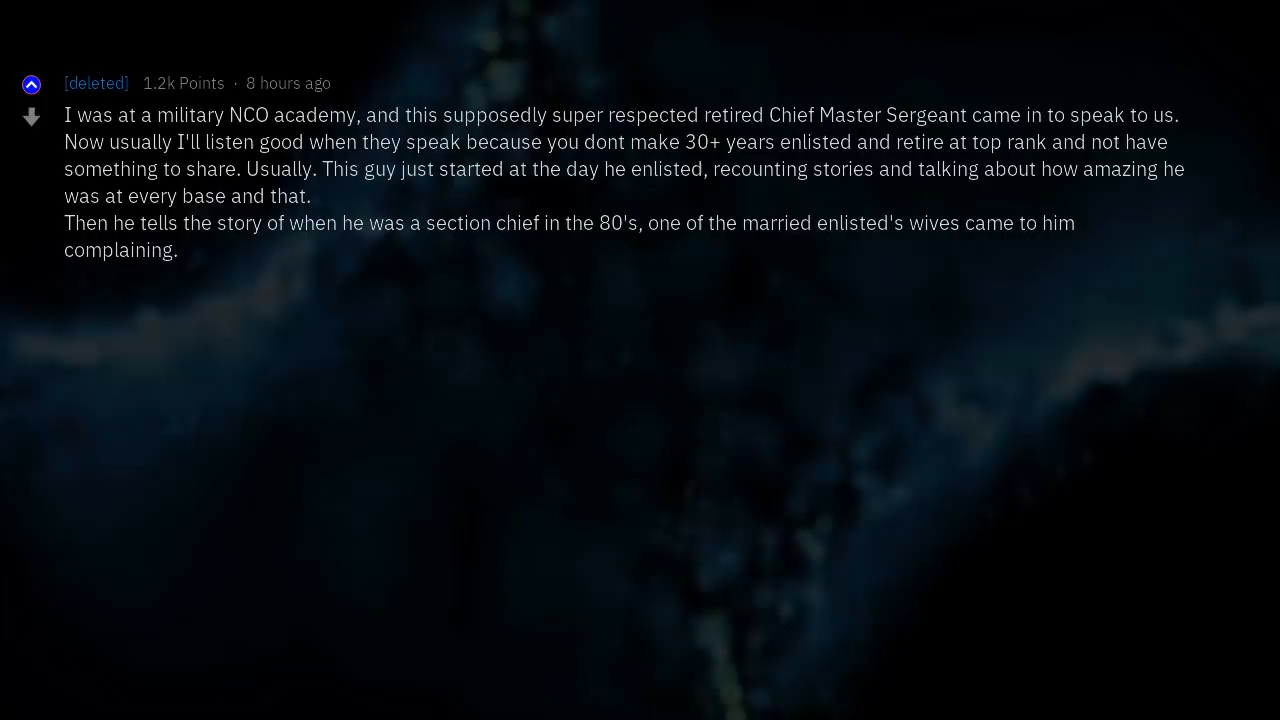 [deleted] 1.2k Points · 8 hours ago
I was at a military NCO academy, and this supposedly super respected retired Chief Master Sergeant came in to speak to us.
Now usually I'll listen good when they speak because you dont make 30+ years enlisted and retire at top rank and not have
something to share. Usually. This guy just started at the day he enlisted, recounting stories and talking about how amazing he
was at every base and that.
Then he tells the story of when he was a section chief in the 80's, one of the married enlisted's wives came to him
complaining.